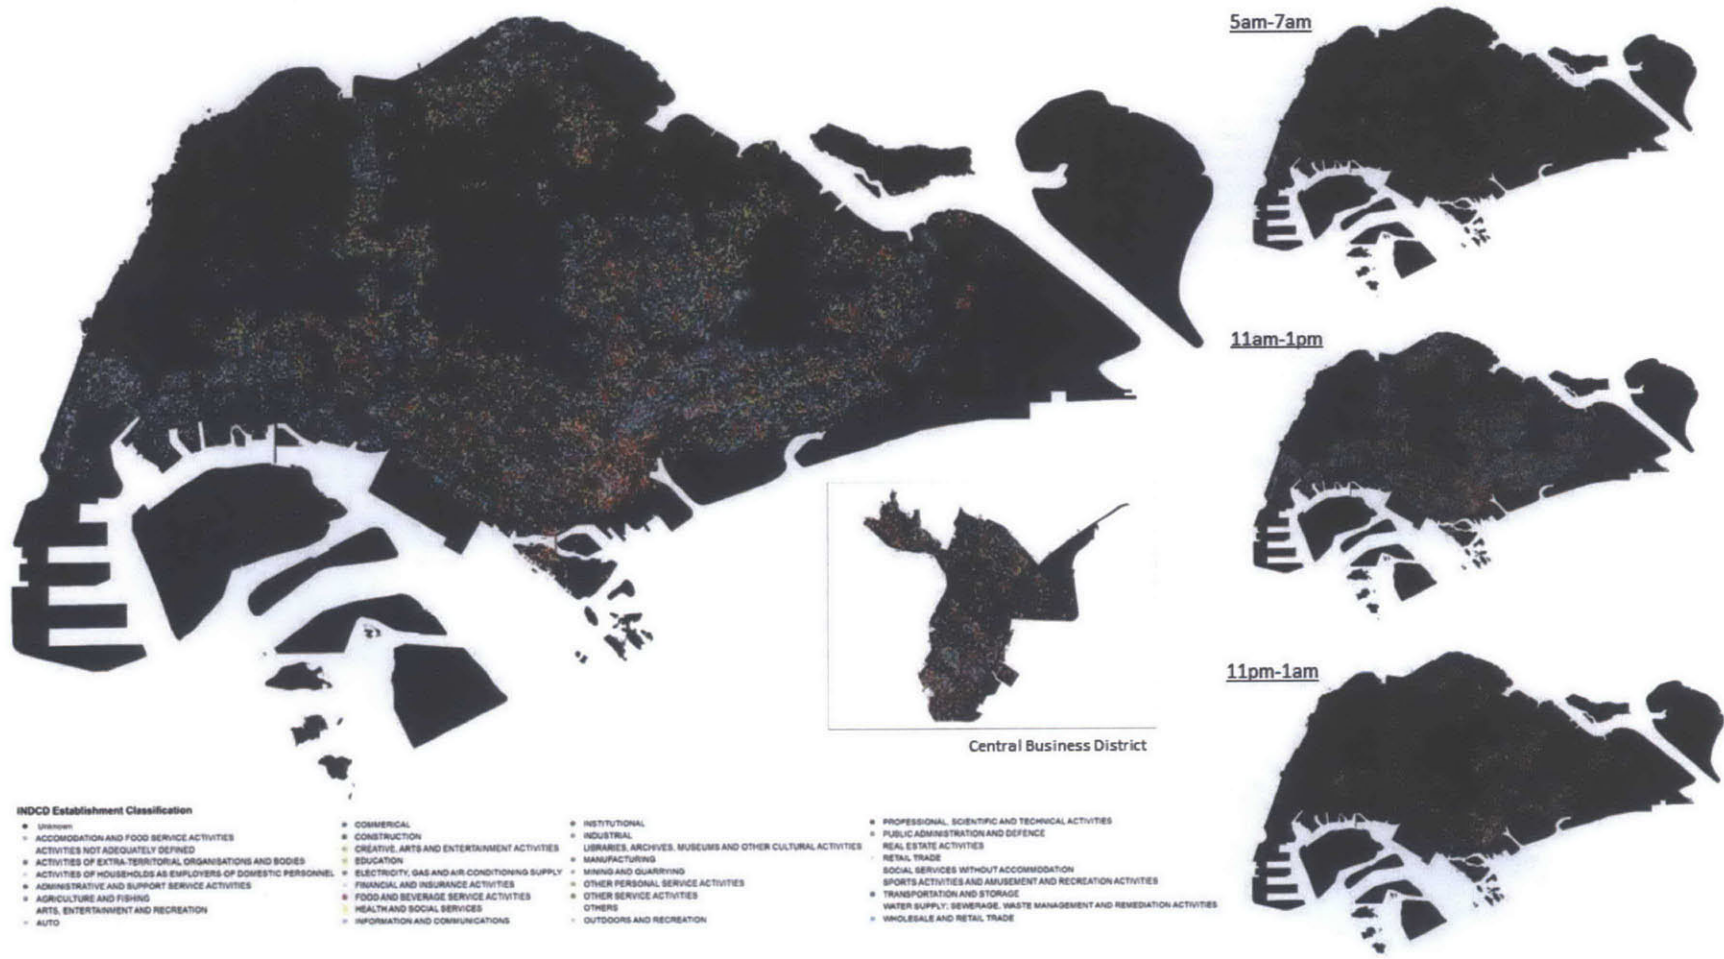 5am-7am
11am-1pm
11pm-1am
Central Business District
INDCD Establishment Classification
Unknown
ACCOMODATION AND FOOD SERVICE ACTIVITIES
ACTIVITIES NOT ADEQUATELY DEFINED
ACTIVITIES OF EXTRA-TERRITORIAL ORGANISATIONS AND BODIES
ACTIVITIES OF HOUSEHOLDS AS EMPLOYERS OF DOMESTIC PERSONNEL
ADMINISTRATIVE AND SUPPORT SERVICE ACTIVITIES
AGRICULTURE AND FISHING
ARTS, ENTERTAINMENT AND RECREATION
AUTO
COMMERICAL
CONSTRUCTION
CREATIVE, ARTS AND ENTERTAINMENT ACTIVITIES
EDUCATION
ELECTRICITY, GAS AND AIR-CONDITIONING SUPPLY
FINANCIAL AND INSURANCE ACTIVITIES
FOOD AND BEVERAGE SERVICE ACTIVITIES
HEALTH AND SOCIAL SERVICES
INFORMATION AND COMMUNICATIONS
INSTITUTIONAL
INDUSTRIAL
LIBRARIES, ARCHIVES, MUSEUMS AND OTHER CULTURAL ACTIVITIES
MANUFACTURING
MINING AND QUARRYING
OTHER PERSONAL SERVICE ACTIVITIES
OTHER SERVICE ACTIVITIES
OTHERS
OUTDOORS AND RECREATION
PROFESSIONAL, SCIENTIFIC AND TECHNICAL ACTIVITIES
PUBLIC ADMINISTRATION AND DEFENCE
REAL ESTATE ACTIVITIES
RETAIL TRADE
SOCIAL SERVICES WITHOUT ACCOMMODATION
SPORTS ACTIVITIES AND AMUSEMENT AND RECREATION ACTIVITIES
TRANSPORTATION AND STORAGE
WATER SUPPLY; SEWERAGE, WASTE MANAGEMENT AND REMEDIATION ACTIVITIES
WHOLESALE AND RETAIL TRADE